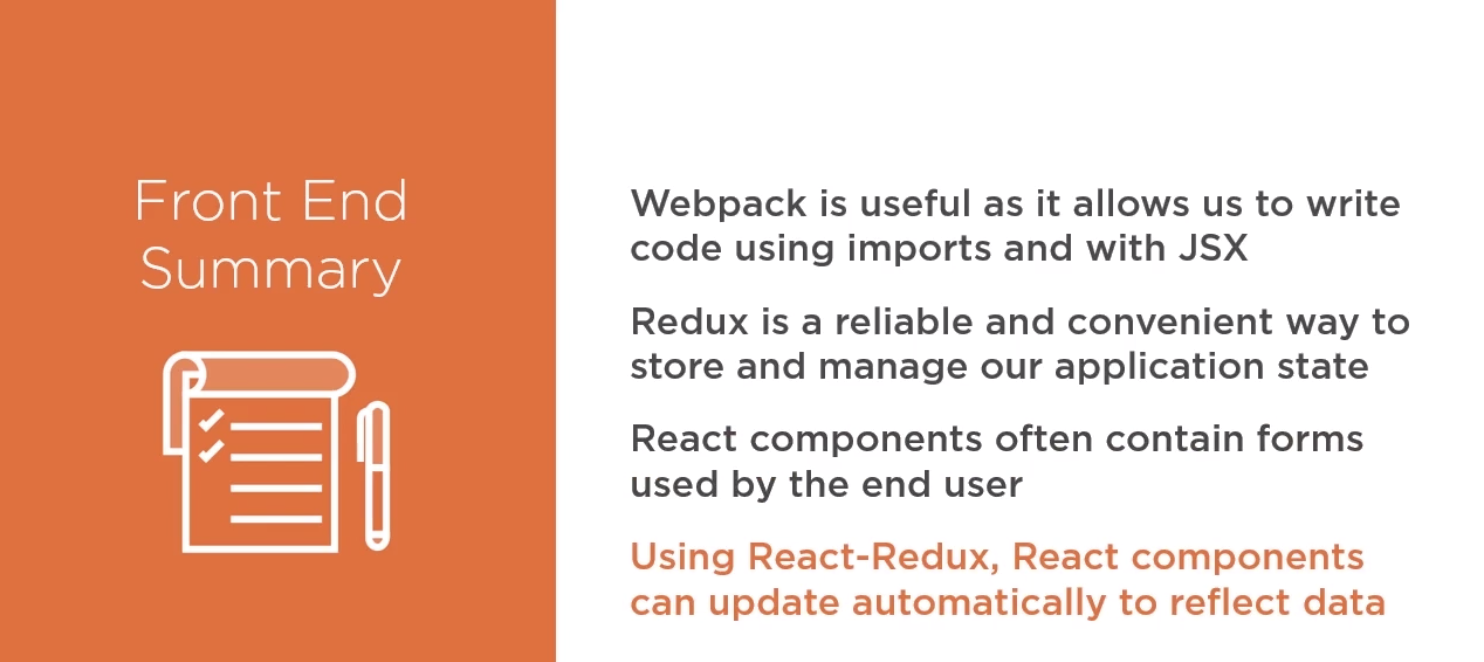 Front End
Summary
Webpack is useful as it allows us to write
code using imports and with JSX
Redux is a reliable and convenient way to
store and manage our application state
React components often contain forms
used by the end user
Using React-Redux, React components
can update automatically to reflect data